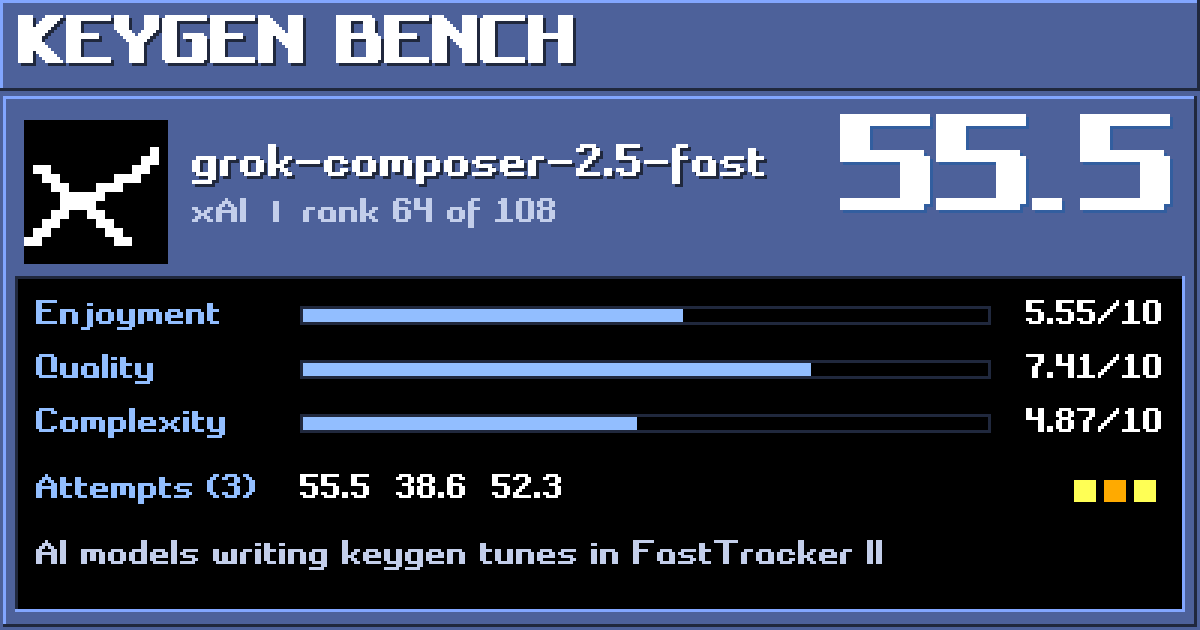 KEYGEN BENCH
grok-composer-2.5-fast
55.5
xAI | rank 64 of 108
Enjoyment 5.55/10
Quality 7.41/10
Complexity 4.87/10
Attempts (3) 55.5 38.6 52.3
AI models writing keygen tunes in FastTracker II